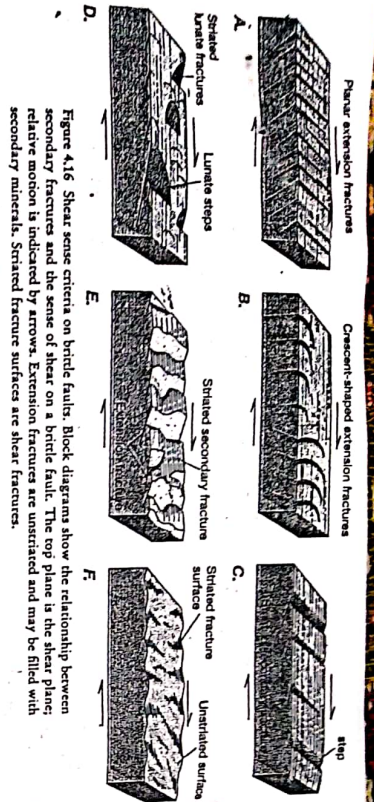 Planar extension fractures
A.
Crescent-shaped extension fractures
B.
C.
step
Striated
lunate fractures
Lunate steps
D.
Striated secondary fracture
E.
Striated fracture
surface
Unstriated surface
F.
Figure 4.16 Shear sense criteria on brittle faults. Block diagrams show the relationship between
secondary fractures and the sense of shear on a brittle fault. The top plane is the shear plane;
relative motion is indicated by arrows. Extension fractures are unstriated and may be filled with
secondary minerals. Striated fracture surfaces are shear fractures.